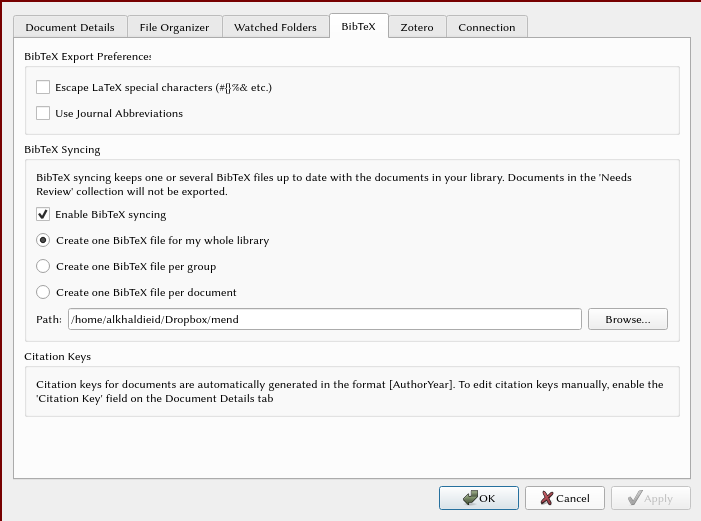 Document Details File Organizer Watched Folders BibTeX Zotero Connection
BibTeX Export Preferences
Escape LaTeX special characters (#{}%& etc.)
Use Journal Abbreviations
BibTeX Syncing
BibTeX syncing keeps one or several BibTeX files up to date with the documents in your library. Documents in the 'Needs
Review' collection will not be exported.
Enable BibTeX syncing
Create one BibTeX file for my whole library
Create one BibTeX file per group
Create one BibTeX file per document
Path: /home/alkhaldieid/Dropbox/mend Browse...
Citation Keys
Citation keys for documents are automatically generated in the format [AuthorYear]. To edit citation keys manually, enable the
'Citation Key' field on the Document Details tab
OK Cancel Apply